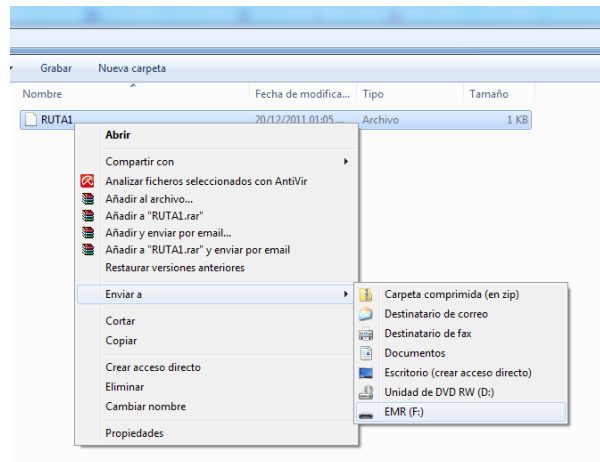 Grabar Nueva carpeta
Nombre Fecha de modifica... Tipo Tamaño
RUTA1 20/12/2011 01:05 ... Archivo 1 KB
Abrir
Compartir con
Analizar ficheros seleccionados con AntiVir
Añadir al archivo...
Añadir a "RUTA1.rar"
Añadir y enviar por email...
Añadir a "RUTA1.rar" y enviar por email
Restaurar versiones anteriores
Enviar a
Cortar
Copiar
Crear acceso directo
Eliminar
Cambiar nombre
Propiedades
Carpeta comprimida (en zip)
Destinatario de correo
Destinatario de fax
Documentos
Escritorio (crear acceso directo)
Unidad de DVD RW (D:)
EMR (F:)